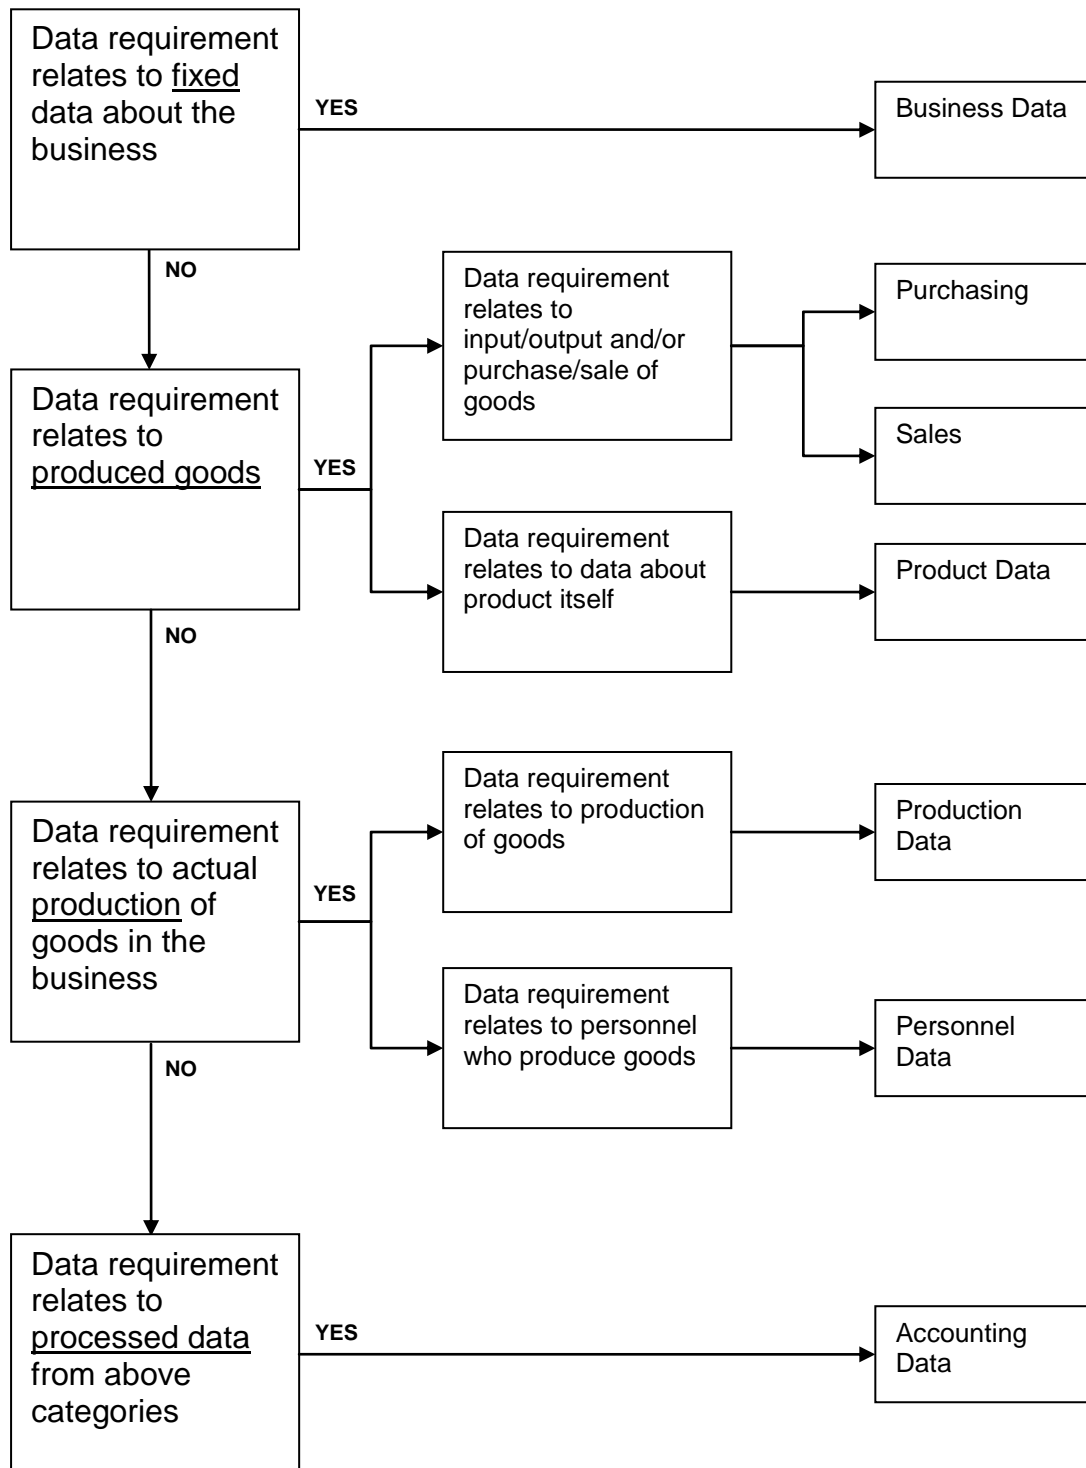 Data requirement
relates to fixed
data about the
business
YES
Business Data
NO
Data requirement
relates to
produced goods
YES
Data requirement
relates to
input/output and/or
purchase/sale of
goods
Purchasing
Sales
Data requirement
relates to data about
product itself
Product Data
NO
Data requirement
relates to actual
production of
goods in the
business
YES
Data requirement
relates to production
of goods
Production
Data
Data requirement
relates to personnel
who produce goods
Personnel
Data
NO
Data requirement
relates to
processed data
from above
categories
YES
Accounting
Data